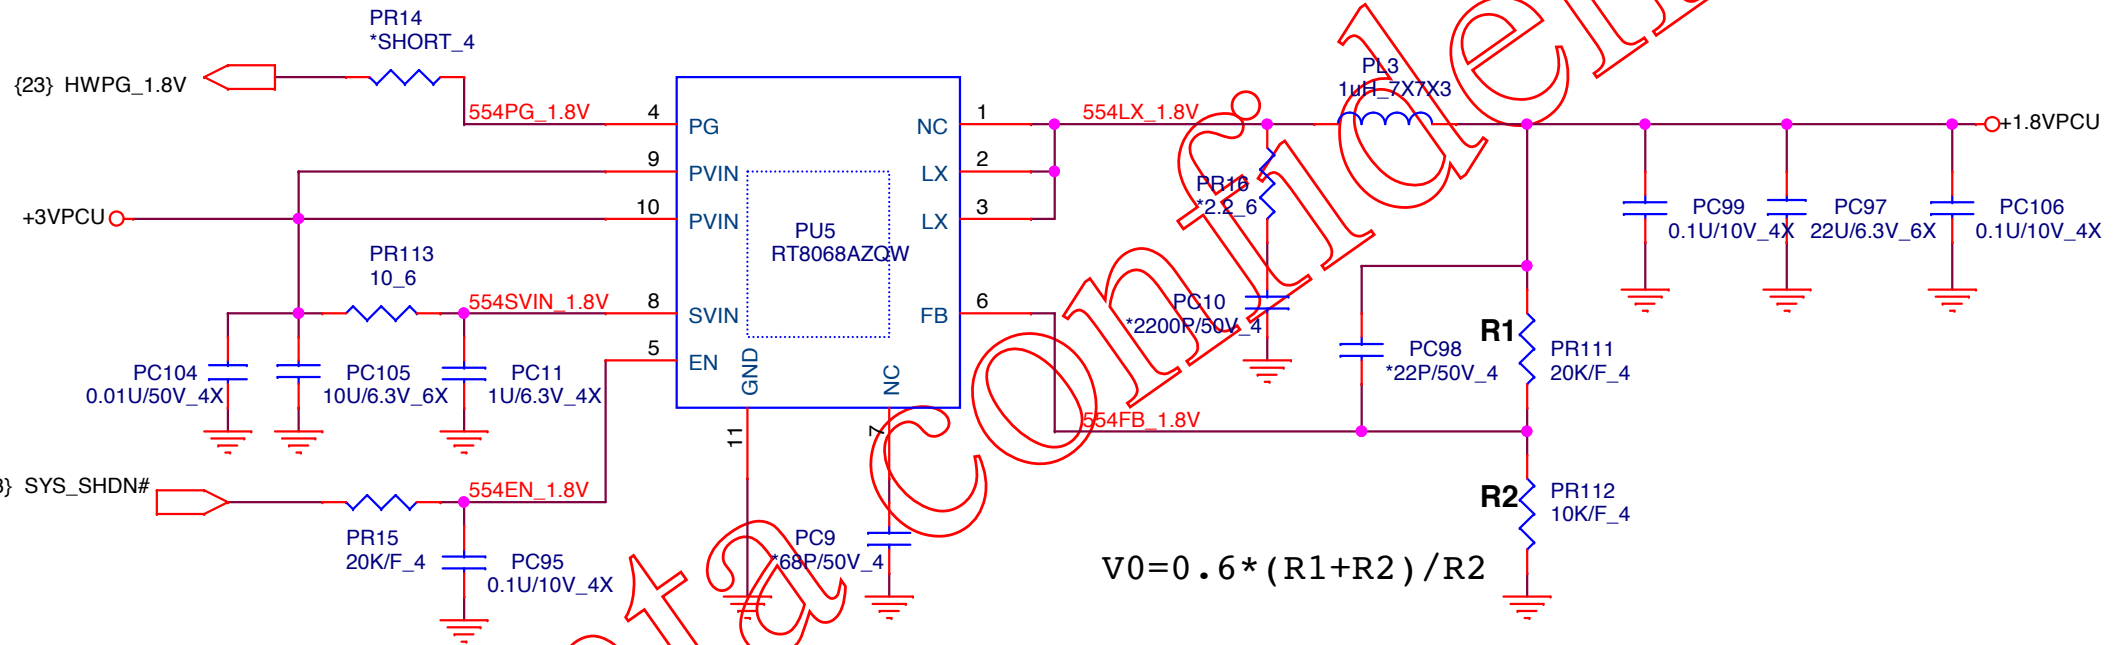 PR14
*SHORT_4
{23} HWPG_1.8V
554PG_1.8V
4
PG
9
PVIN
+3VPCU
10
PVIN
PR113
10_6
554SVIN_1.8V
8
SVIN
5
EN
PC104
0.01U/50V_4X
PC105
10U/6.3V_6X
PC11
1U/6.3V_4X
} SYS_SHDN#
554EN_1.8V
PR15
20K/F_4
PC95
0.1U/10V_4X
PU5
RT8068AZQW
GND
11
NC
7
PC9
*68P/50V_4
NC
1
LX
2
LX
3
FB
6
554LX_1.8V
PL3
1uH_7X7X3
+1.8VPCU
PR16
*2.2_6
PC10
*2200P/50V_4
PC99
0.1U/10V_4X
PC97
22U/6.3V_6X
PC106
0.1U/10V_4X
PC98
*22P/50V_4
R1
PR111
20K/F_4
554FB_1.8V
R2
PR112
10K/F_4
V0=0.6*(R1+R2)/R2
ta confiden